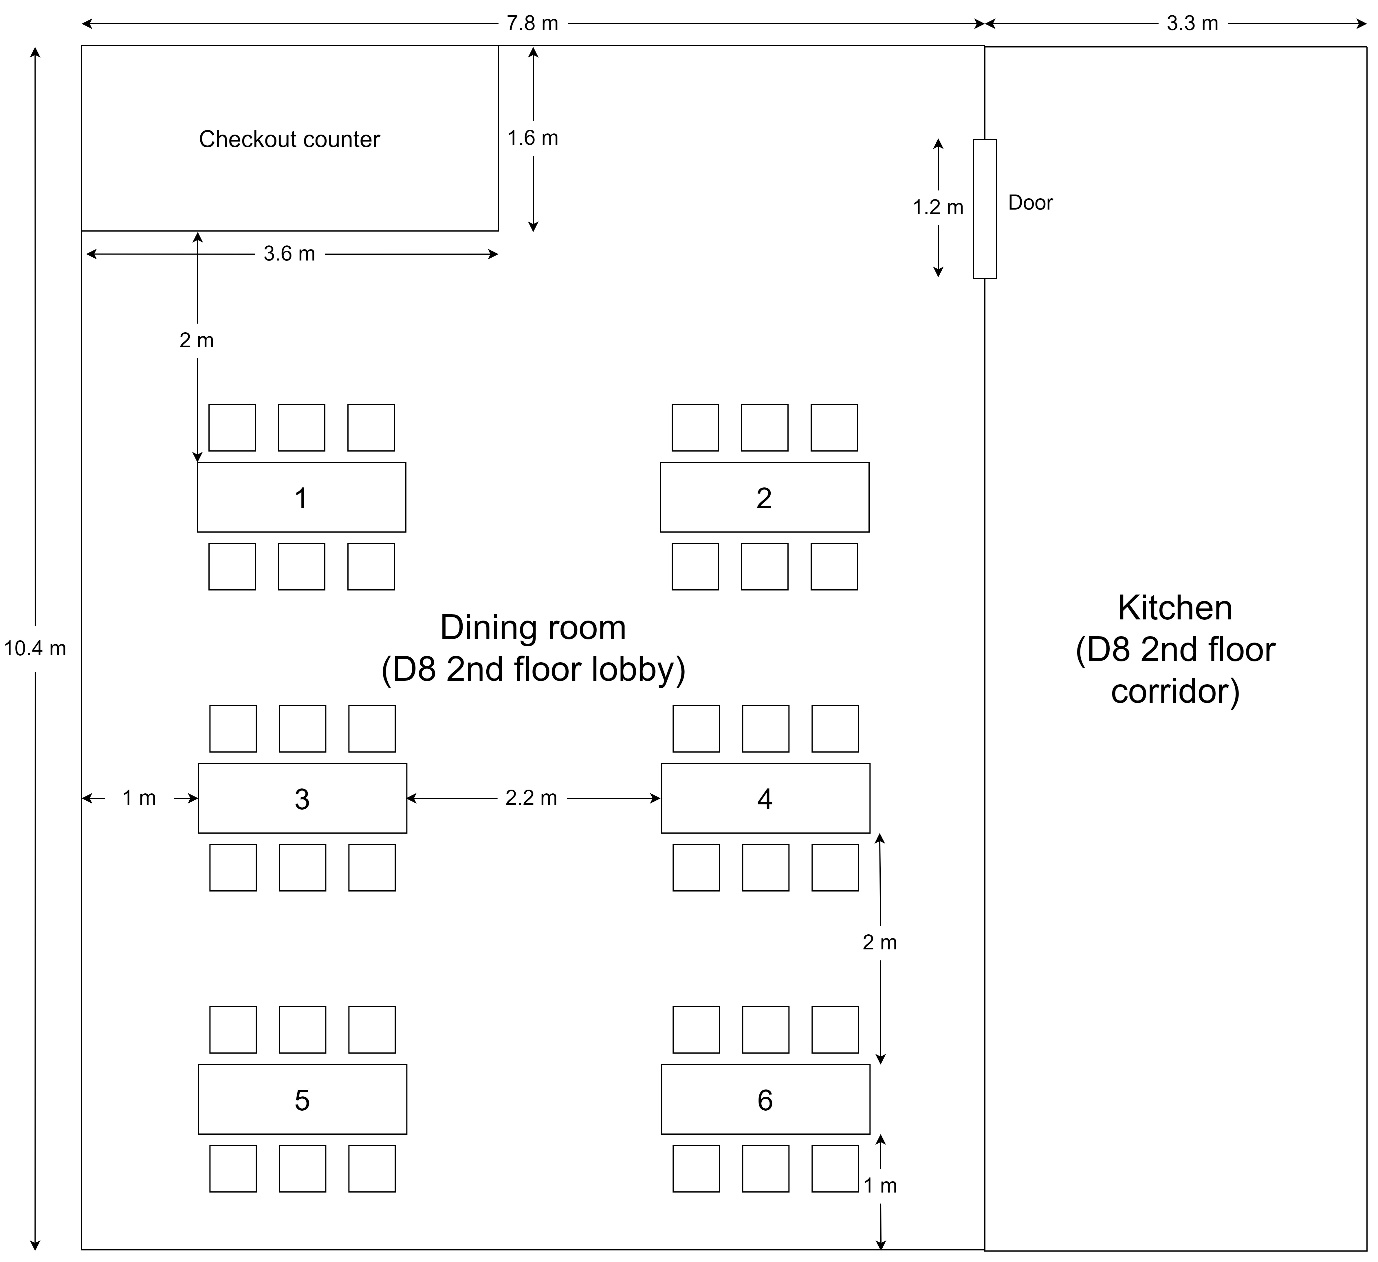 7.8 m
3.3 m
Checkout counter
1.6 m
1.2 m
Door
3.6 m
2 m
1
2
Dining room
(D8 2nd floor lobby)
Kitchen
(D8 2nd floor
corridor)
10.4 m
1 m
3
2.2 m
4
2 m
5
6
1 m